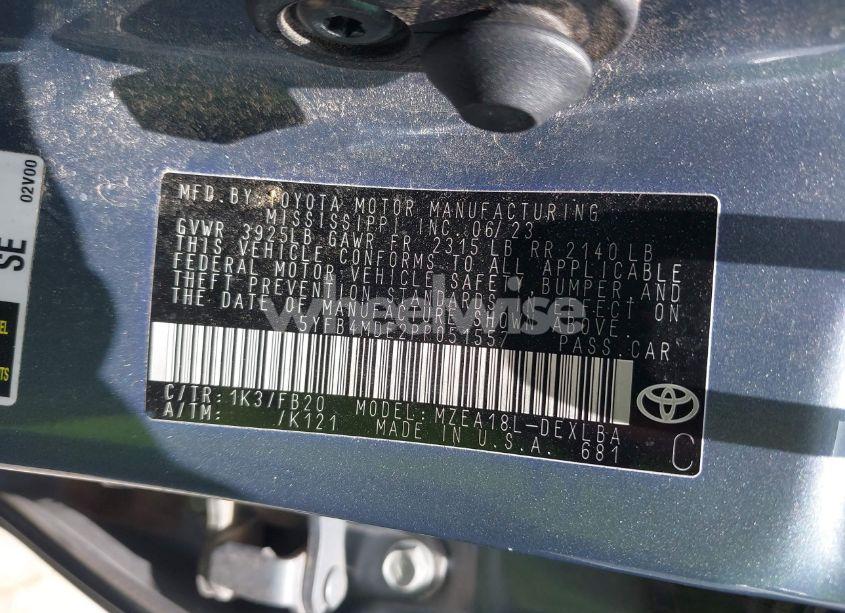 MFD. BY: TOYOTA MOTOR MANUFACTURING
MISSISSIPPI, INC. 06/23
GVWR 3925LB GAWR FR 2315 LB RR 2140 LB
THIS VEHICLE CONFORMS TO ALL APPLICABLE
FEDERAL MOTOR VEHICLE SAFETY, BUMPER, AND
THEFT PREVENTION STANDARDS IN EFFECT ON
THE DATE OF MANUFACTURE SHOWN ABOVE.
PASS.CAR
C/TR: 1K3/FB20 MODEL: MZEA18L-DEXLBA
A/TM: /K121 MADE IN U.S.A. 681
C
wheelwise
SE
02V00